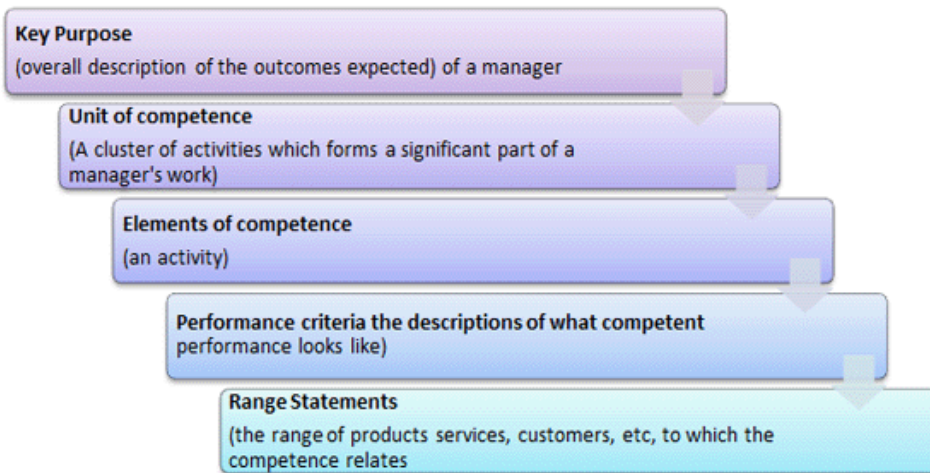 Key Purpose
(overall description of the outcomes expected) of a manager
Unit of competence
(A cluster of activities which forms a significant part of a
manager's work)
Elements of competence
(an activity)
Performance criteria the descriptions of what competent
performance looks like)
Range Statements
(the range of products services, customers, etc, to which the
competence relates